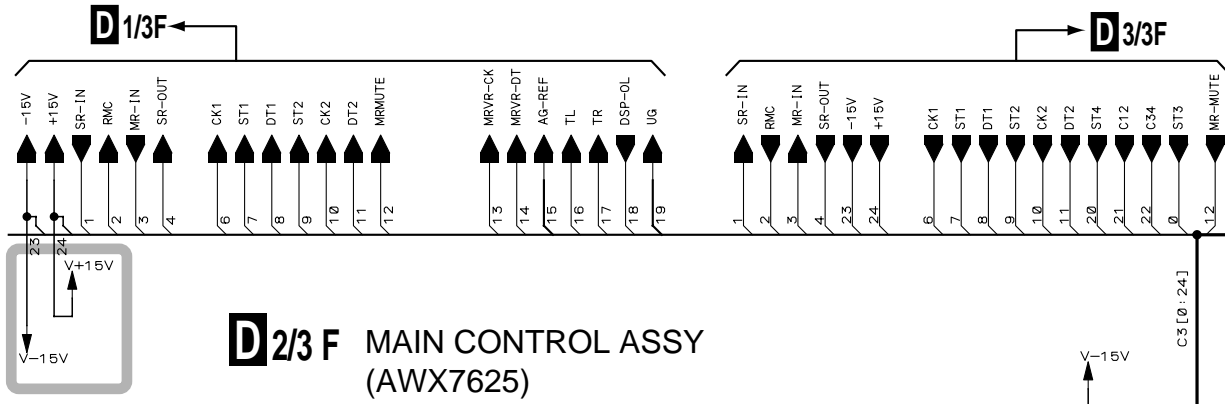 D 1/3F
D 3/3F
-15V
+15V
SR-IN
RMC
MR-IN
SR-OUT
CK1
ST1
DT1
ST2
CK2
DT2
MRMUTE
MRVR-CK
MRVR-DT
AG-REF
TL
TR
DSP-OL
UG
SR-IN
RMC
MR-IN
SR-OUT
-15V
+15V
CK1
ST1
DT1
ST2
CK2
DT2
ST4
C12
C34
ST3
MR-MUTE
23
24
1
2
3
4
6
7
8
9
10
11
12
13
14
15
16
17
18
19
1
2
3
4
23
24
6
7
8
9
10
11
20
21
22
0
12
V+15V
V-15V
D 2/3 F MAIN CONTROL ASSY
(AWX7625)
C3[0:24]
V-15V